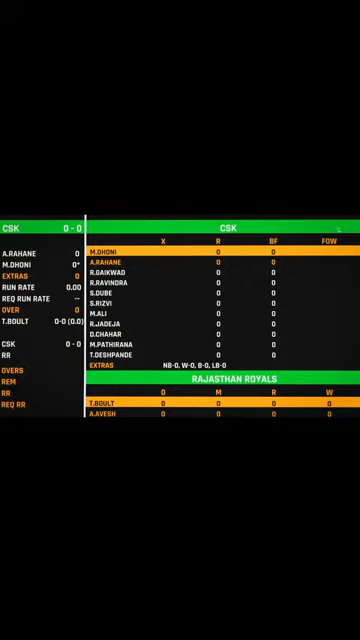 CSK 0 - 0
A.RAHANE 0
M.DHONI 0*
EXTRAS 0
RUN RATE 0.00
REQ RUN RATE --
OVER 0
T.BOULT 0-0 (0.0)
CSK 0 - 0
RR
OVERS
REM
RR
REQ RR
CSK
X R BF FOW
M.DHONI 0 0
A.RAHANE 0 0
R.GAIKWAD 0 0
R.RAVINDRA 0 0
S.DUBE 0 0
S.RIZVI 0 0
M.ALI 0 0
R.JADEJA 0 0
D.CHAHAR 0 0
M.PATHIRANA 0 0
T.DESHPANDE 0 0
EXTRAS NB-0, W-0, B-0, LB-0
RAJASTHAN ROYALS
O M R W
T.BOULT 0 0 0 0
A.AVESH 0 0 0 0